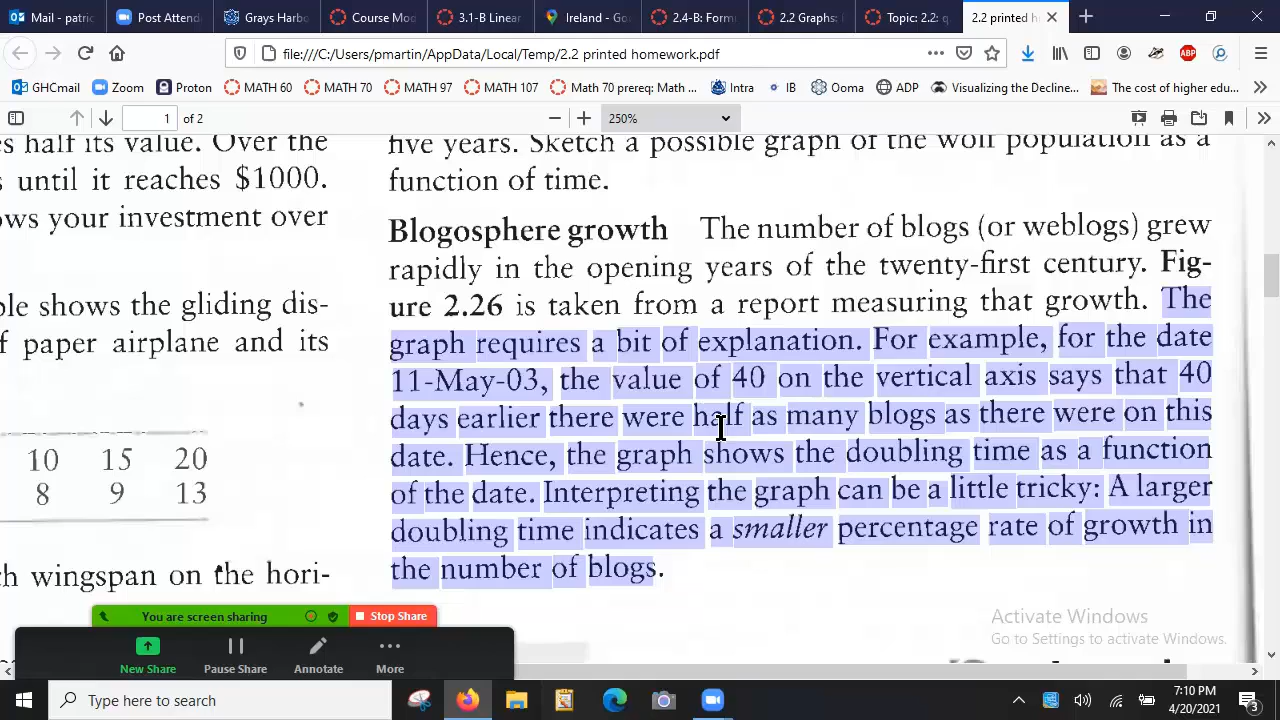 Mail - patric
Post Attend
Grays Harbo
Course Mod
3.1-B Linear
Ireland - Go
2.4-B: Form
2.2 Graphs:
Topic: 2.2: q
2.2 printed h
file:///C:/Users/pmartin/AppData/Local/Temp/2.2 printed homework.pdf
ABP
GHCmail
Zoom
Proton
MATH 60
MATH 70
MATH 97
MATH 107
Math 70 prereq: Math ...
Intra
IB
Ooma
ADP
Visualizing the Decline...
The cost of higher edu...
1 of 2
250%
s half its value. Over the
s until it reaches $1000.
ows your investment over
ple shows the gliding dis-
f paper airplane and its
10 15 20
8 9 13
th wingspan on the hori-
five years. Sketch a possible graph of the wolf population as a
function of time.
Blogosphere growth The number of blogs (or weblogs) grew
rapidly in the opening years of the twenty-first century. Fig-
ure 2.26 is taken from a report measuring that growth. The
graph requires a bit of explanation. For example, for the date
11-May-03, the value of 40 on the vertical axis says that 40
days earlier there were half as many blogs as there were on this
date. Hence, the graph shows the doubling time as a function
of the date. Interpreting the graph can be a little tricky: A larger
doubling time indicates a smaller percentage rate of growth in
the number of blogs.
Activate Windows
Go to Settings to activate Windows.
You are screen sharing
Stop Share
New Share
Pause Share
Annotate
More
Type here to search
7:10 PM
4/20/2021
3